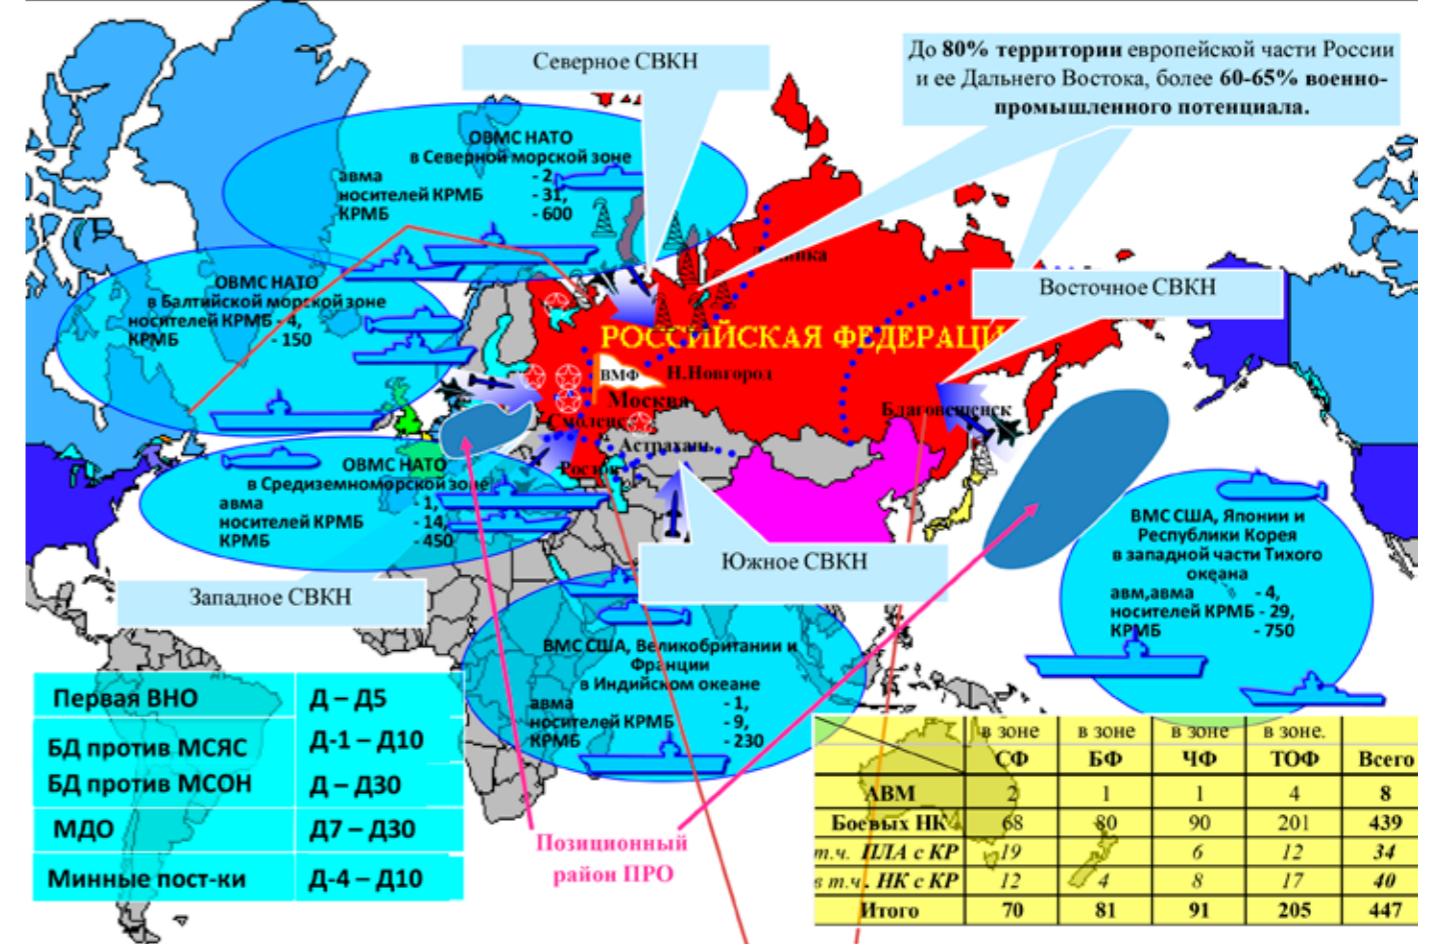 Северное СВКН
До 80% территории европейской части России
и ее Дальнего Востока, более 60-65% военно-
промышленного потенциала.
ОВМС НАТО
в Северной морской зоне
авма - 2
носителей КРМБ - 31,
КРМБ - 600
ОВМС НАТО
в Балтийской морской зоне
носителей КРМБ - 4,
КРМБ - 150
Восточное СВКН
РОССИЙСКАЯ ФЕДЕРАЦИ
ВМФ
Н.Новгород
Москва
Смоленс
Астрахань
Ростов
Благовещенск
ОВМС НАТО
в Средиземноморской зоне
авма - 1,
носителей КРМБ - 14,
КРМБ - 450
ВМС США, Японии и
Республики Корея
в западной части Тихого
океана
авм,авма - 4,
носителей КРМБ - 29,
КРМБ - 750
Южное СВКН
Западное СВКН
ВМС США, Великобритании и
Франции
в Индийском океане
авма - 1,
носителей КРМБ - 9,
КРМБ - 230
Первая ВНО Д – Д5
БД против МСЯС Д-1 – Д10
БД против МСОН Д – Д30
МДО Д7 – Д30
Минные пост-ки Д-4 – Д10
Позиционный
район ПРО
в зоне в зоне в зоне в зоне.
СФ БФ ЧФ ТОФ Всего
АВМ 2 1 1 4 8
Боевых НК 68 80 90 201 439
т.ч. ПЛА с КР 19 6 12 34
в т.ч. НК с КР 12 4 8 17 40
Итого 70 81 91 205 447